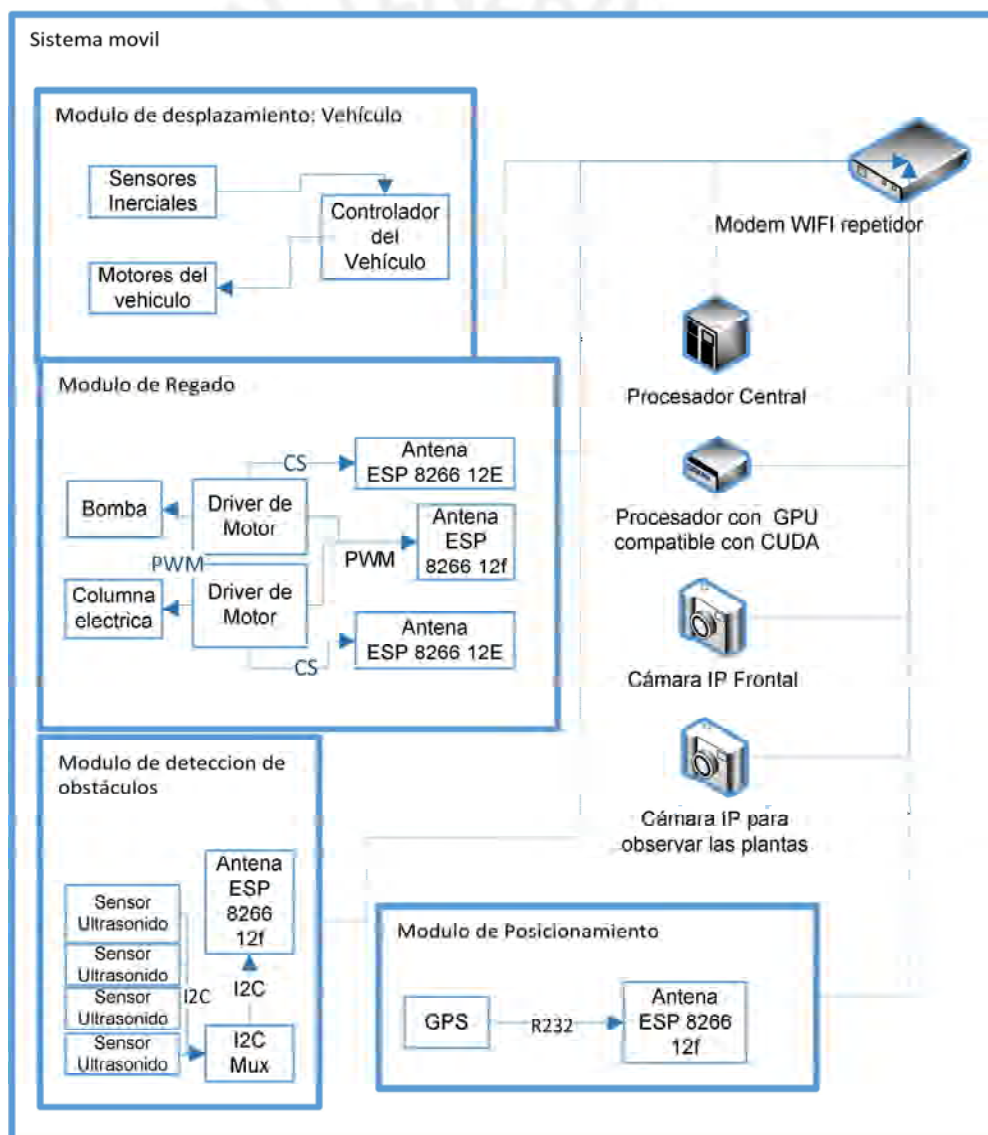 Sistema movil
Modulo de desplazamiento: Vehículo
Sensores
Inerciales
Controlador
del
Vehículo
Motores del
vehiculo
Modem WIFI repetidor
Procesador Central
Modulo de Regado
CS
Antena
ESP 8266 12E
Bomba
Driver de
Motor
Antena
ESP
8266 12f
PWM
PWM
Columna
electrica
Driver de
Motor
Antena
ESP 8266 12E
CS
Procesador con GPU
compatible con CUDA
Cámara IP Frontal
Cámara IP para
observar las plantas
Modulo de deteccion de
obstáculos
Antena
ESP
8266
12f
Sensor
Ultrasonido
Sensor
Ultrasonido
Sensor
Ultrasonido
Sensor
Ultrasonido
I2C
I2C
I2C
Mux
Modulo de Posicionamiento
GPS
R232
Antena
ESP 8266
12f